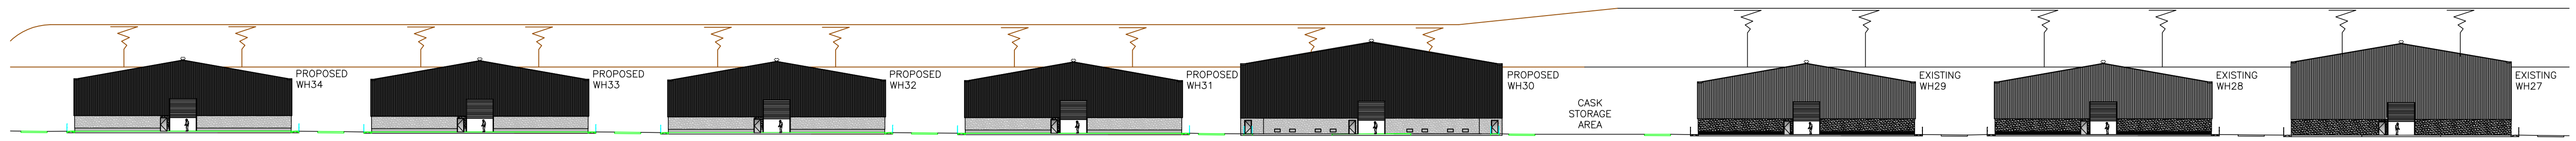 PROPOSED
WH34
PROPOSED
WH33
PROPOSED
WH32
PROPOSED
WH31
PROPOSED
WH30
CASK
STORAGE
AREA
EXISTING
WH29
EXISTING
WH28
EXISTING
WH27